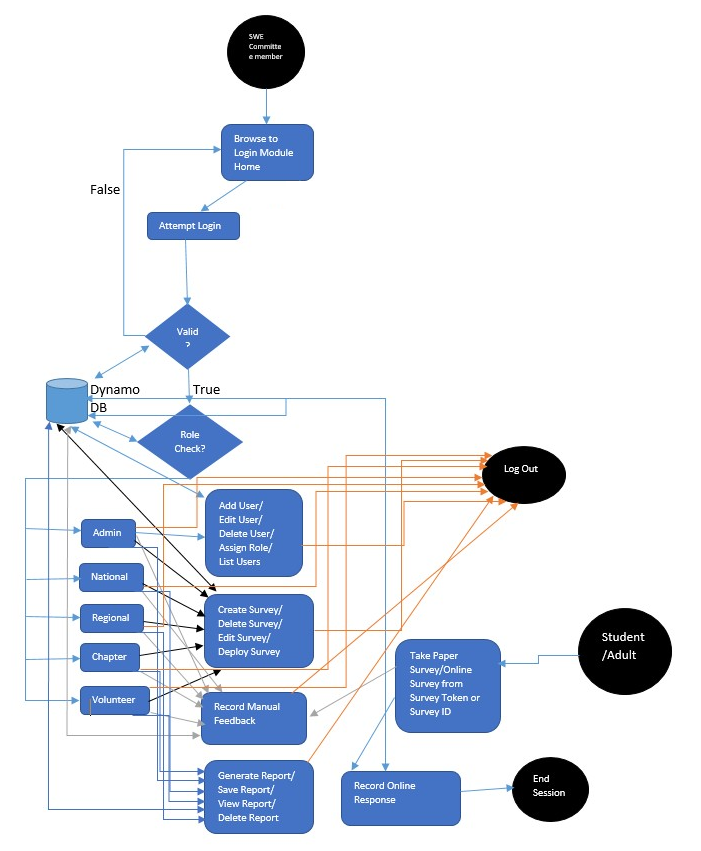 SWE
Committe
e member
Browse to
Login Module
Home
False
Attempt Login
Valid
?
Dynamo
DB
True
Role
Check?
Log Out
Add User/
Edit User/
Delete User/
Assign Role/
List Users
Admin
National
Regional
Chapter
Volunteer
Create Survey/
Delete Survey/
Edit Survey/
Deploy Survey
Student
/Adult
Take Paper
Survey/Online
Survey from
Survey Token or
Survey ID
Record Manual
Feedback
Generate Report/
Save Report/
View Report/
Delete Report
Record Online
Response
End
Session